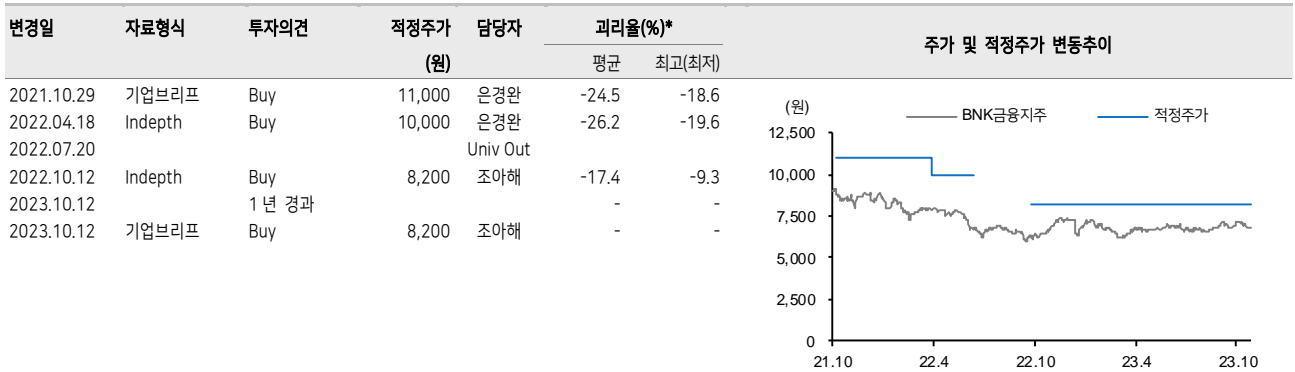 변경일 자료형식 투자의견 적정주가 담당자 괴리율(%)* 주가 및 적정주가 변동추이
(원) 평균 최고(최저)
2021.10.29 기업브리프 Buy 11,000 은경완 -24.5 -18.6
2022.04.18 Indepth Buy 10,000 은경완 -26.2 -19.6
2022.07.20 Univ Out
2022.10.12 Indepth Buy 8,200 조아해 -17.4 -9.3
2023.10.12 1년 경과 - -
2023.10.12 기업브리프 Buy 8,200 조아해 - -
(원) BNK금융지주 적정주가
12,500
10,000
7,500
5,000
2,500
0
21.10 22.4 22.10 23.4 23.10